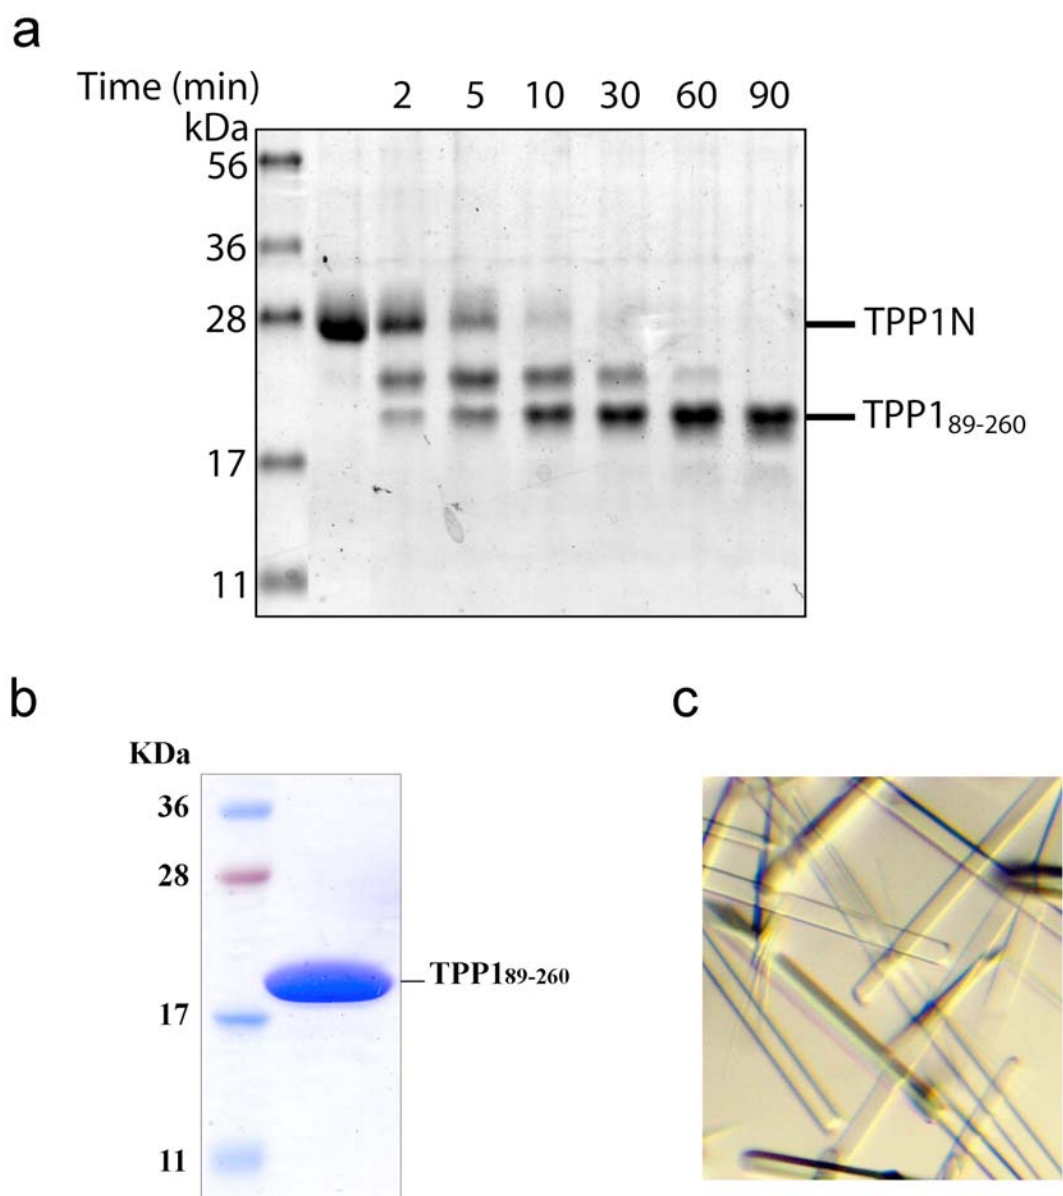 a
Time (min) 2 5 10 30 60 90
kDa
56
36
28 TPP1N
TPP1₈₉₋₂₆₀
17
11
b
c
KDa
36
28
TPP189-260
17
11